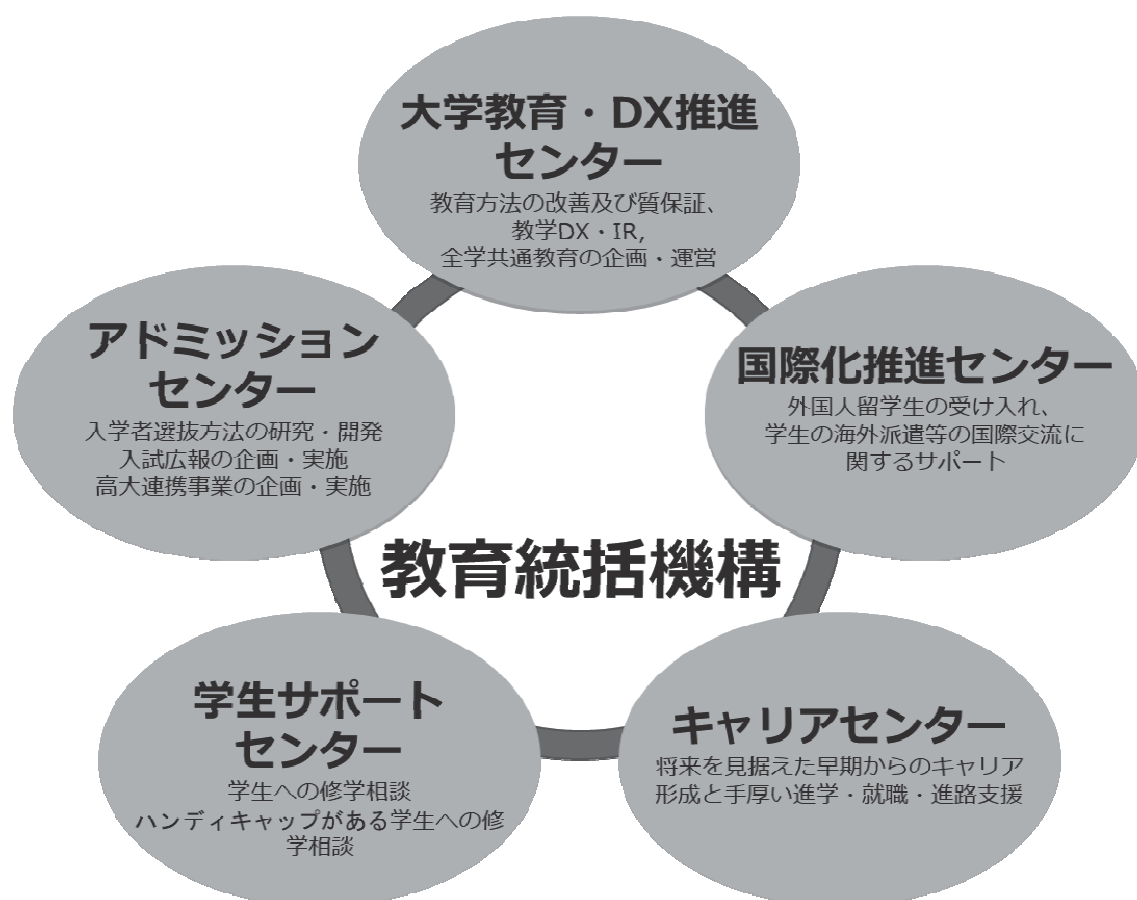 大学教育・DX推進
センター
教育方法の改善及び質保証、
教学DX・IR,
全学共通教育の企画・運営
アドミッション
センター
入学者選抜方法の研究・開発
入試広報の企画・実施
高大連携事業の企画・実施
国際化推進センター
外国人留学生の受け入れ、
学生の海外派遣等の国際交流に
関するサポート
教育統括機構
学生サポート
センター
学生への修学相談
ハンディキャップがある学生への修
学相談
キャリアセンター
将来を見据えた早期からのキャリア
形成と手厚い進学・就職・進路支援